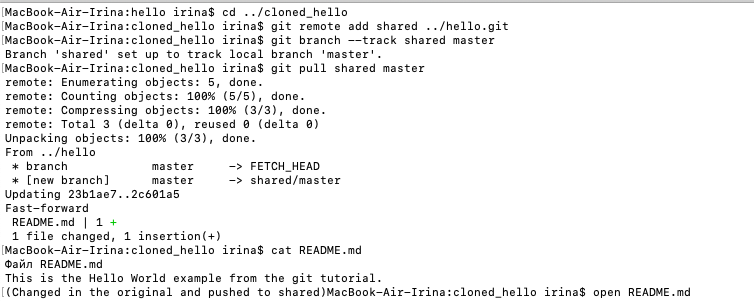 [MacBook-Air-Irina:hello irina$ cd ../cloned_hello
[MacBook-Air-Irina:cloned_hello irina$ git remote add shared ../hello.git
[MacBook-Air-Irina:cloned_hello irina$ git branch --track shared master
Branch 'shared' set up to track local branch 'master'.
[MacBook-Air-Irina:cloned_hello irina$ git pull shared master
remote: Enumerating objects: 5, done.
remote: Counting objects: 100% (5/5), done.
remote: Compressing objects: 100% (3/3), done.
remote: Total 3 (delta 0), reused 0 (delta 0)
Unpacking objects: 100% (3/3), done.
From ../hello
 * branch            master     -> FETCH_HEAD
 * [new branch]      master     -> shared/master
Updating 23b1ae7..2c601a5
Fast-forward
 README.md | 1 +
 1 file changed, 1 insertion(+)
[MacBook-Air-Irina:cloned_hello irina$ cat README.md
Файл README.md
This is the Hello World example from the git tutorial.
[(Changed in the original and pushed to shared)MacBook-Air-Irina:cloned_hello irina$ open README.md